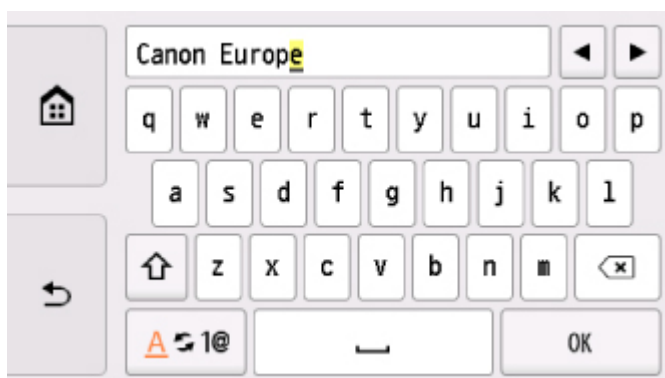 Canon Europe
q w e r t y u i o p
a s d f g h j k l
z x c v b n m
A 1@ OK